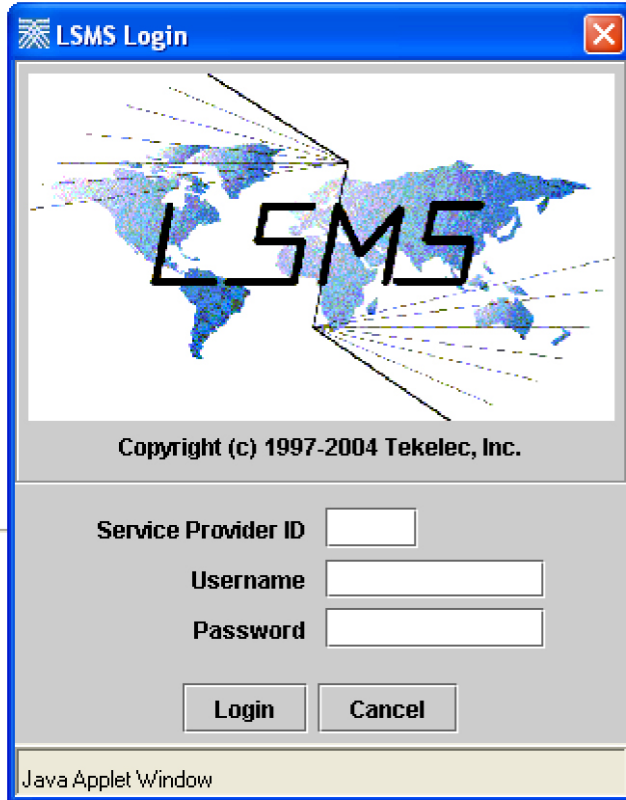 LSMS Login
LSMS
Copyright (c) 1997-2004 Tekelec, Inc.
Service Provider ID
Username
Password
Login Cancel
Java Applet Window